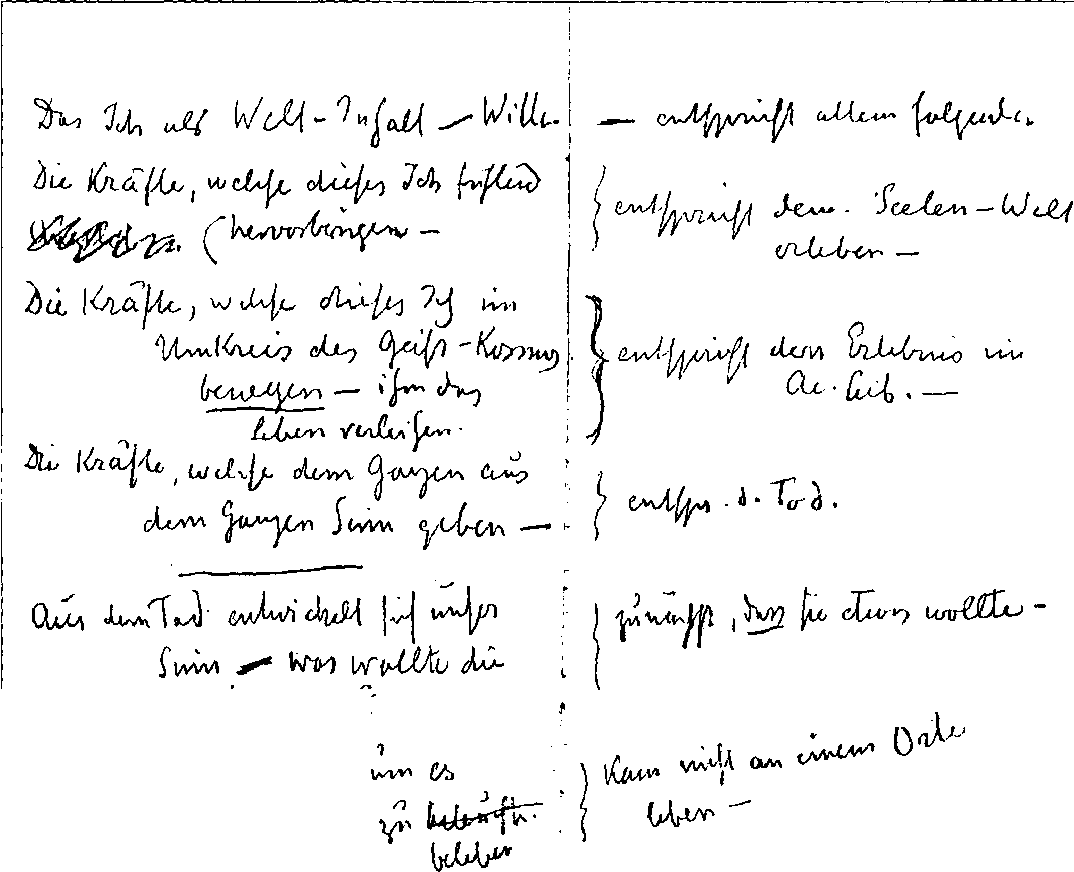 Das Ich als Welt-Inhalt – Wille. – entspricht allem folgenden.
Die Kräfte, welche dieses Ich fühlend
(hervorbringen –
entspricht dem. Seelen-Welt
erleben –
Die Kräfte, welche dieses Ich im
Umkreis des Geist-Kosmos
bewegen – ihm das
Leben verleihen.
entspricht dem Erlebnis im
Ae. Leib. –
Die Kräfte, welche dem Ganzen aus
dem Ganzen Sinn geben –
entspr. d. Tod.
Aus dem Tod entwickelt sich unser
Sinn – was wollte die
zunächst, dass sie etwas wollte –
um es
zu
beleben
Kann nicht an einem Orte
leben –